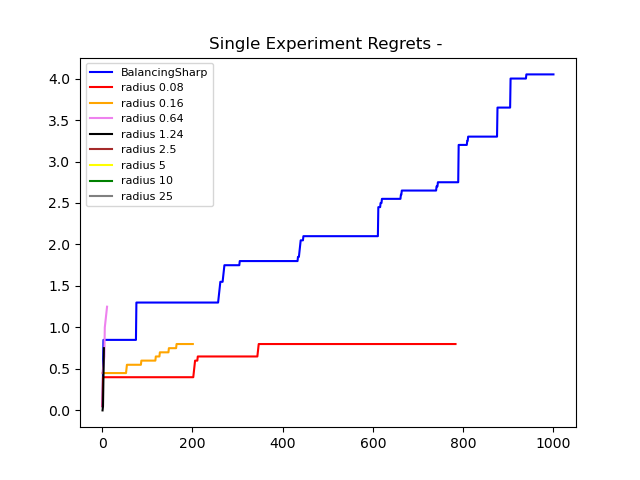 Single Experiment Regrets -
BalancingSharp
radius 0.08
radius 0.16
radius 0.64
radius 1.24
radius 2.5
radius 5
radius 10
radius 25
4.0
3.5
3.0
2.5
2.0
1.5
1.0
0.5
0.0
0 200 400 600 800 1000